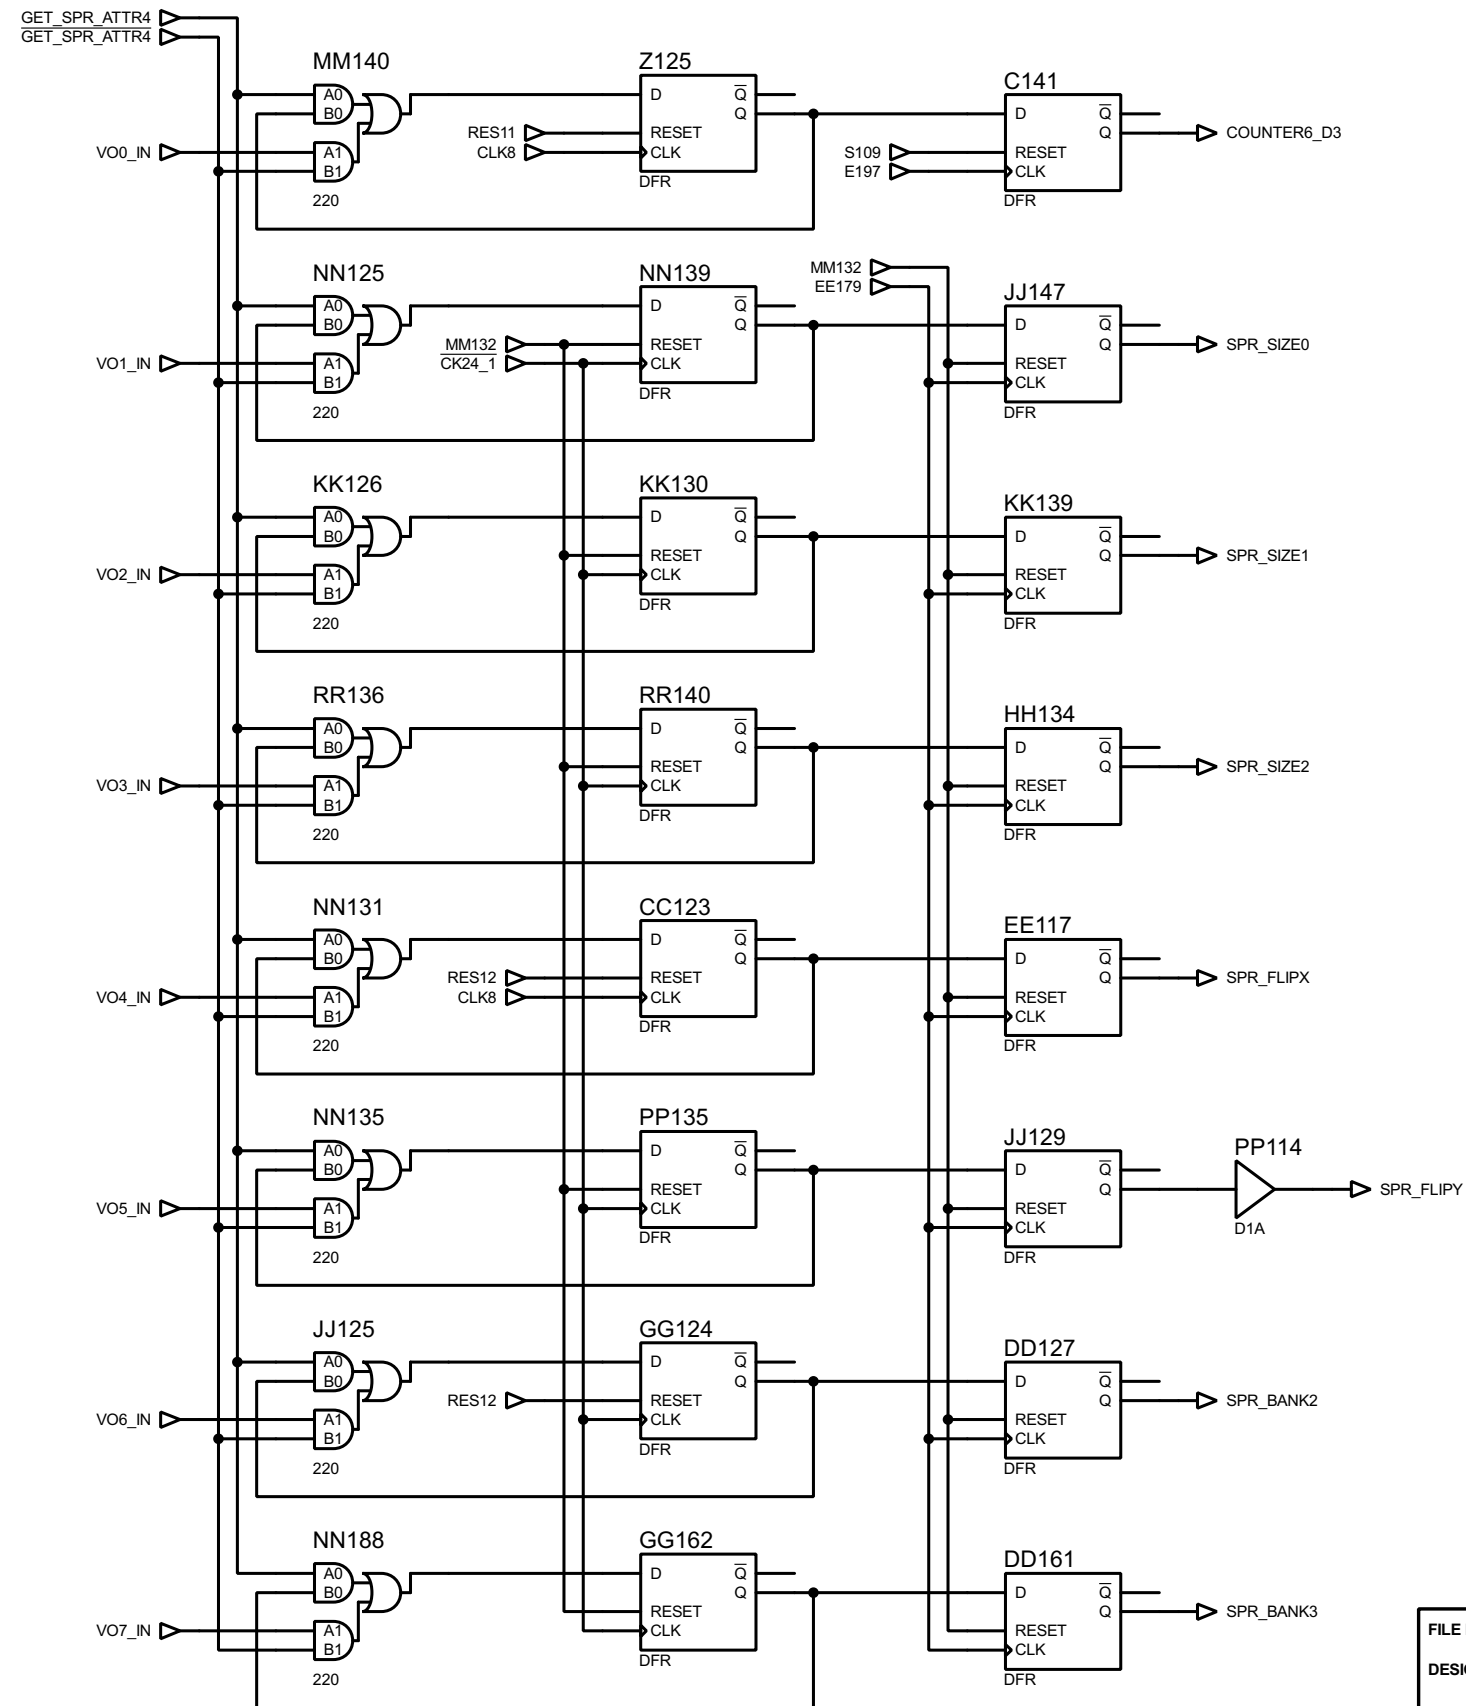 GET_SPR_ATTR4
GET_SPR_ATTR4
MM140
Z125
C141
A0
B0
A1
B1
220
VO0_IN
RES11
CLK8
D
RESET
CLK
Q
Q
DFR
S109
E197
D
RESET
CLK
Q
Q
DFR
COUNTER6_D3
NN125
NN139
MM132
EE179
JJ147
A0
B0
A1
B1
220
VO1_IN
MM132
CK24_1
D
RESET
CLK
Q
Q
DFR
D
RESET
CLK
Q
Q
DFR
SPR_SIZE0
KK126
KK130
KK139
A0
B0
A1
B1
220
VO2_IN
D
RESET
CLK
Q
Q
DFR
D
RESET
CLK
Q
Q
DFR
SPR_SIZE1
RR136
RR140
HH134
A0
B0
A1
B1
220
VO3_IN
D
RESET
CLK
Q
Q
DFR
D
RESET
CLK
Q
Q
DFR
SPR_SIZE2
NN131
CC123
EE117
A0
B0
A1
B1
220
VO4_IN
RES12
CLK8
D
RESET
CLK
Q
Q
DFR
D
RESET
CLK
Q
Q
DFR
SPR_FLIPX
NN135
PP135
JJ129
PP114
A0
B0
A1
B1
220
VO5_IN
D
RESET
CLK
Q
Q
DFR
D
RESET
CLK
Q
Q
DFR
D1A
SPR_FLIPY
JJ125
GG124
DD127
A0
B0
A1
B1
220
VO6_IN
RES12
D
RESET
CLK
Q
Q
DFR
D
RESET
CLK
Q
Q
DFR
SPR_BANK2
NN188
GG162
DD161
A0
B0
A1
B1
220
VO7_IN
D
RESET
CLK
Q
Q
DFR
D
RESET
CLK
Q
Q
DFR
SPR_BANK3
FILE